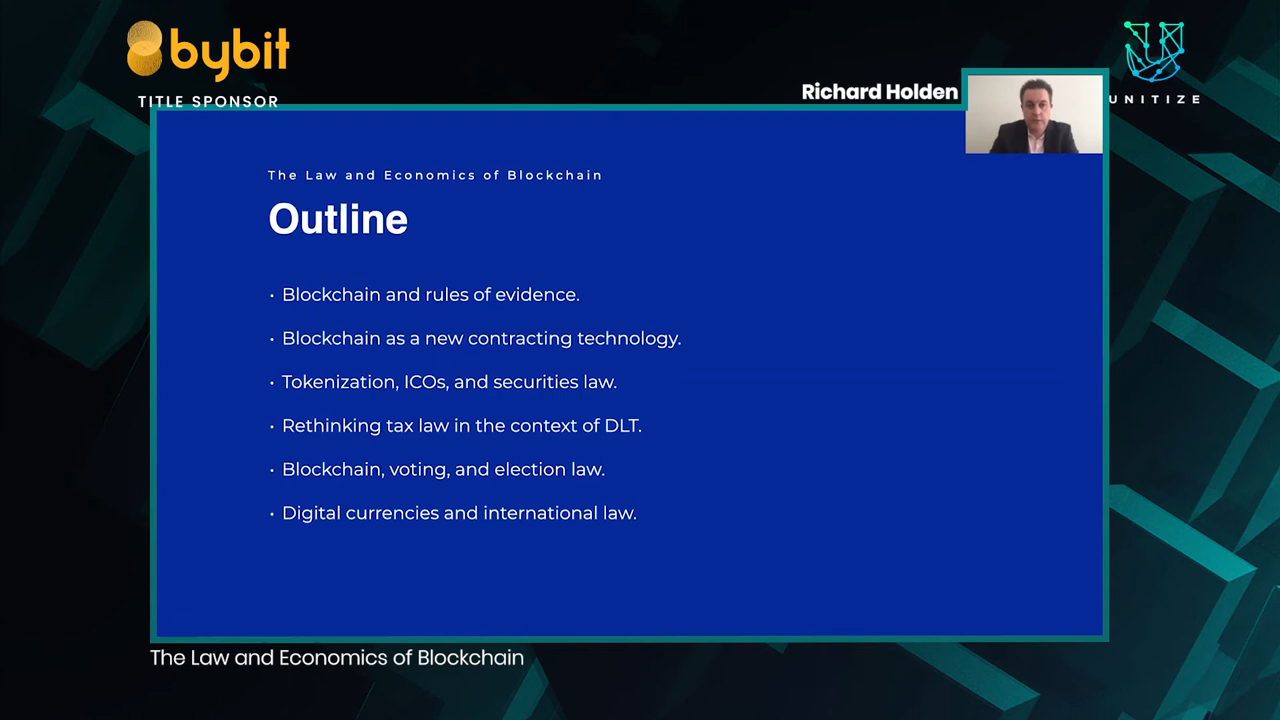 bybit
TITLE SPONSOR
Richard Holden
UNITIZE
The Law and Economics of Blockchain
Outline
· Blockchain and rules of evidence.
· Blockchain as a new contracting technology.
· Tokenization, ICOs, and securities law.
· Rethinking tax law in the context of DLT.
· Blockchain, voting, and election law.
· Digital currencies and international law.
The Law and Economics of Blockchain